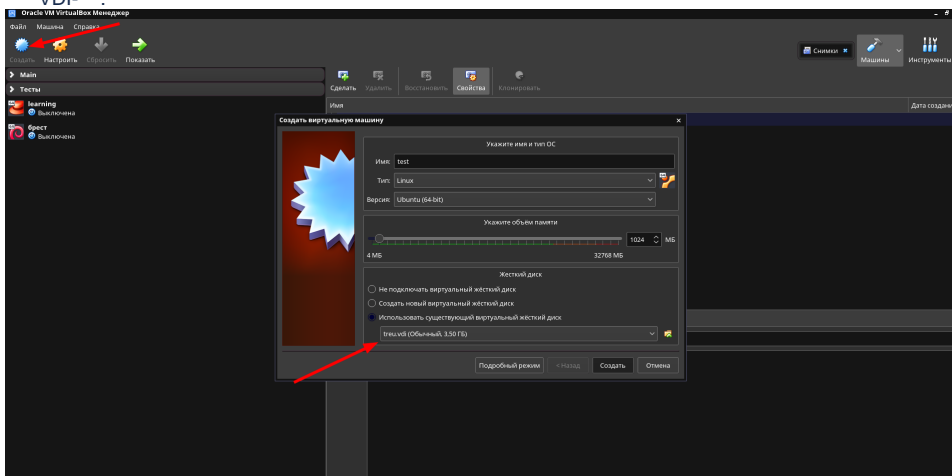 VDI-
Oracle VM VirtualBox Менеджер
Файл Машина Справка
Создать Настроить Сбросить Показать
Снимки
Машины
Инструменты
Main
Тесты
learning
Выключена
брест
Выключена
Сделать Удалить Восстановить Свойства Клонировать
Имя
Дата создани
Создать виртуальную машину
Укажите имя и тип ОС
Имя: test
Тип: Linux
Версия: Ubuntu (64-bit)
Укажите объём памяти
1024 МБ
4 МБ 32768 МБ
Жесткий диск
Не подключать виртуальный жёсткий диск
Создать новый виртуальный жёсткий диск
Использовать существующий виртуальный жёсткий диск
treu.vdi (Обычный, 3.50 ГБ)
Подробный режим < Назад Создать Отмена